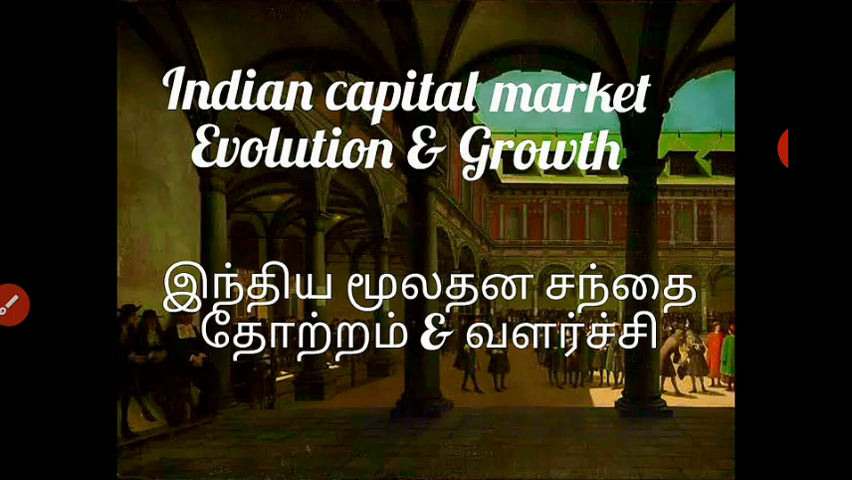 Indian capital market
Evolution & Growth
இந்திய மூலதன சந்தை
தோற்றம் & வளர்ச்சி